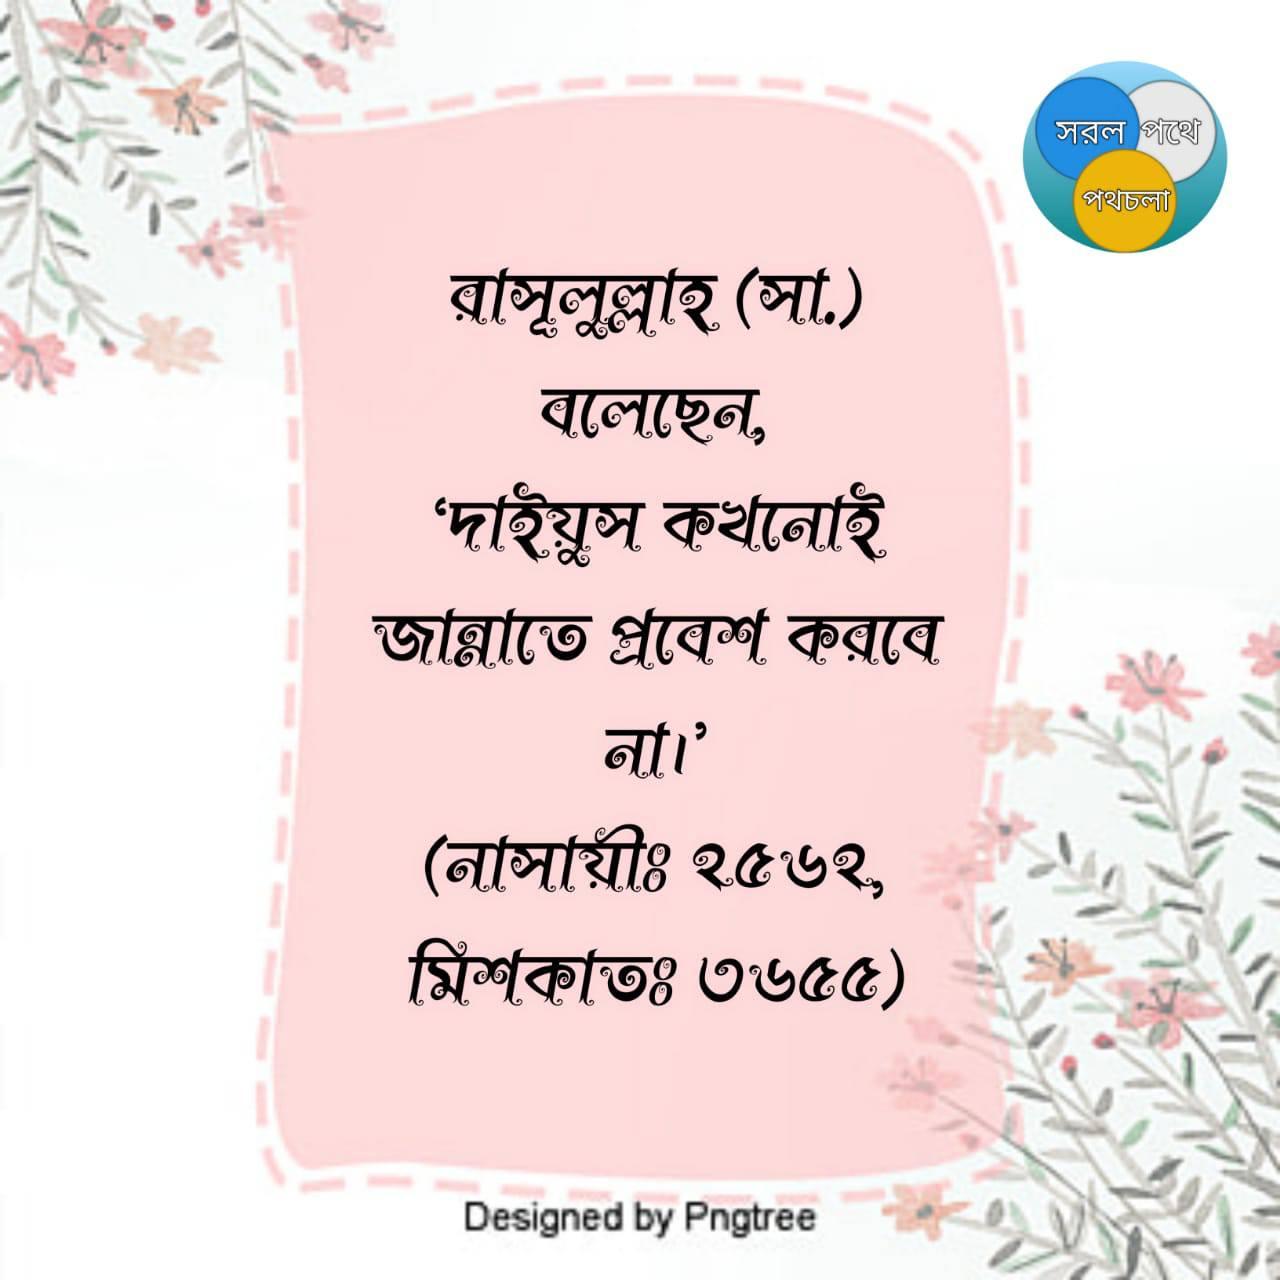 সরল পথে
পথচলা
রাসূলুল্লাহ (সা.)
বলেছেন,
‘দাইয়ুস কখনোই
জান্নাতে প্রবেশ করবে
না।’
(নাসায়ীঃ ২৫৬২,
মিশকাতঃ ৩৬৫৫)
Designed by Pngtree